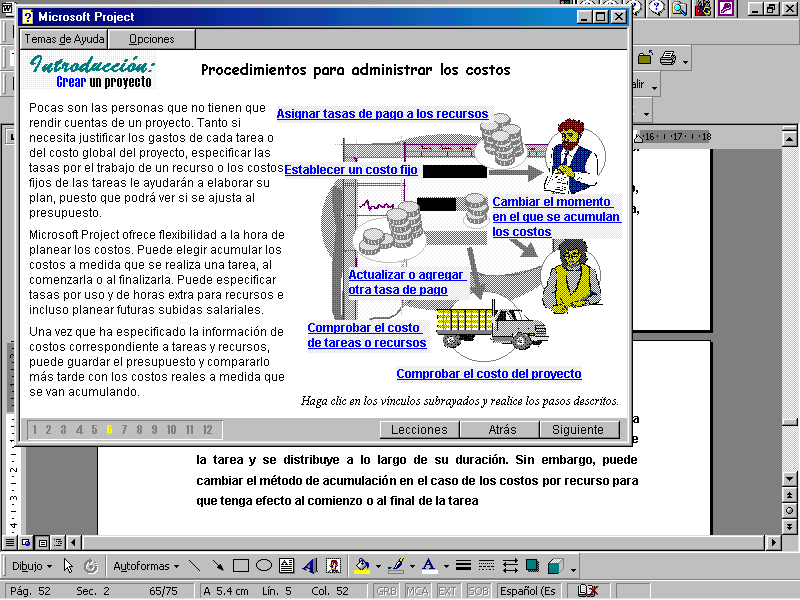 Microsoft Project
Temas de Ayuda
Opciones
Introducción:
Crear un proyecto
Procedimientos para administrar los costos
Pocas son las personas que no tienen que
rendir cuentas de un proyecto. Tanto si
necesita justificar los gastos de cada tarea o
del costo global del proyecto, especificar las
tasas por el trabajo de un recurso o los costos
fijos de las tareas le ayudarán a elaborar su
plan, puesto que podrá ver si se ajusta al
presupuesto.
Microsoft Project ofrece flexibilidad a la hora de
planear los costos. Puede elegir acumular los
costos a medida que se realiza una tarea, al
comenzarla o al finalizarla. Puede especificar
tasas por uso y de horas extra para recursos e
incluso planear futuras subidas salariales.
Una vez que ha especificado la información de
costos correspondiente a tareas y recursos,
puede guardar el presupuesto y compararlo
más tarde con los costos reales a medida que
se van acumulando.
Asignar tasas de pago a los recursos
Establecer un costo fijo
Cambiar el momento
en el que se acumulan
los costos
Actualizar o agregar
otra tasa de pago
Comprobar el costo
de tareas o recursos
Comprobar el costo del proyecto
Haga clic en los vínculos subrayados y realice los pasos descritos.
1 2 3 4 5 6 7 8 9 10 11 12
Lecciones
Atrás
Siguiente
16 17 18
la tarea y se distribuye a lo largo de su duración. Sin embargo, puede
cambiar el método de acumulación en el caso de los costos por recurso para
que tenga efecto al comienzo o al final de la tarea
Dibujo
Autoformas
Pág. 52 Sec. 2 65/75 A 5.4 cm Lín. 5 Col. 52 GRB MCA EXT SOB Español (Es